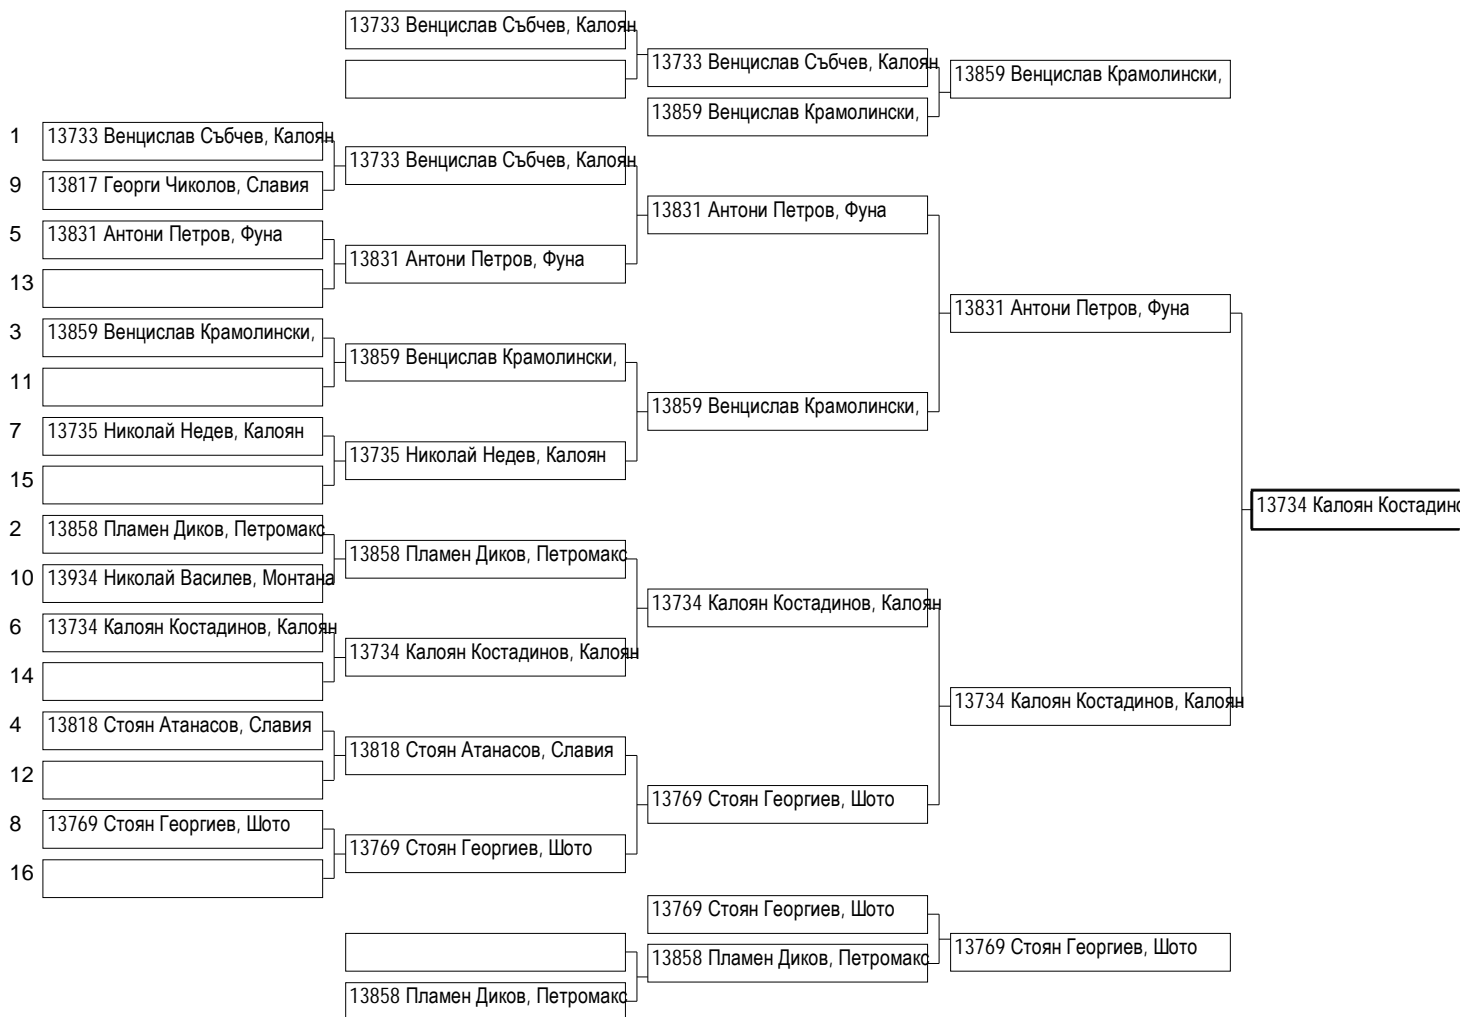 13733 Венцислав Събчев, Калоян
13733 Венцислав Събчев, Калоян
13859 Венцислав Крамолински,
13859 Венцислав Крамолински,
1 13733 Венцислав Събчев, Калоян
13733 Венцислав Събчев, Калоян
9 13817 Георги Чиколов, Славия
13831 Антони Петров, Фуна
5 13831 Антони Петров, Фуна
13831 Антони Петров, Фуна
13
13831 Антони Петров, Фуна
3 13859 Венцислав Крамолински,
13859 Венцислав Крамолински,
11
13859 Венцислав Крамолински,
7 13735 Николай Недев, Калоян
13735 Николай Недев, Калоян
15
13734 Калоян Костадинс
2 13858 Пламен Диков, Петромакс
13858 Пламен Диков, Петромакс
10 13934 Николай Василев, Монтана
13734 Калоян Костадинов, Калоян
6 13734 Калоян Костадинов, Калоян
13734 Калоян Костадинов, Калоян
14
13734 Калоян Костадинов, Калоян
4 13818 Стоян Атанасов, Славия
13818 Стоян Атанасов, Славия
12
13769 Стоян Георгиев, Шото
8 13769 Стоян Георгиев, Шото
13769 Стоян Георгиев, Шото
16
13769 Стоян Георгиев, Шото
13769 Стоян Георгиев, Шото
13858 Пламен Диков, Петромакс
13858 Пламен Диков, Петромакс